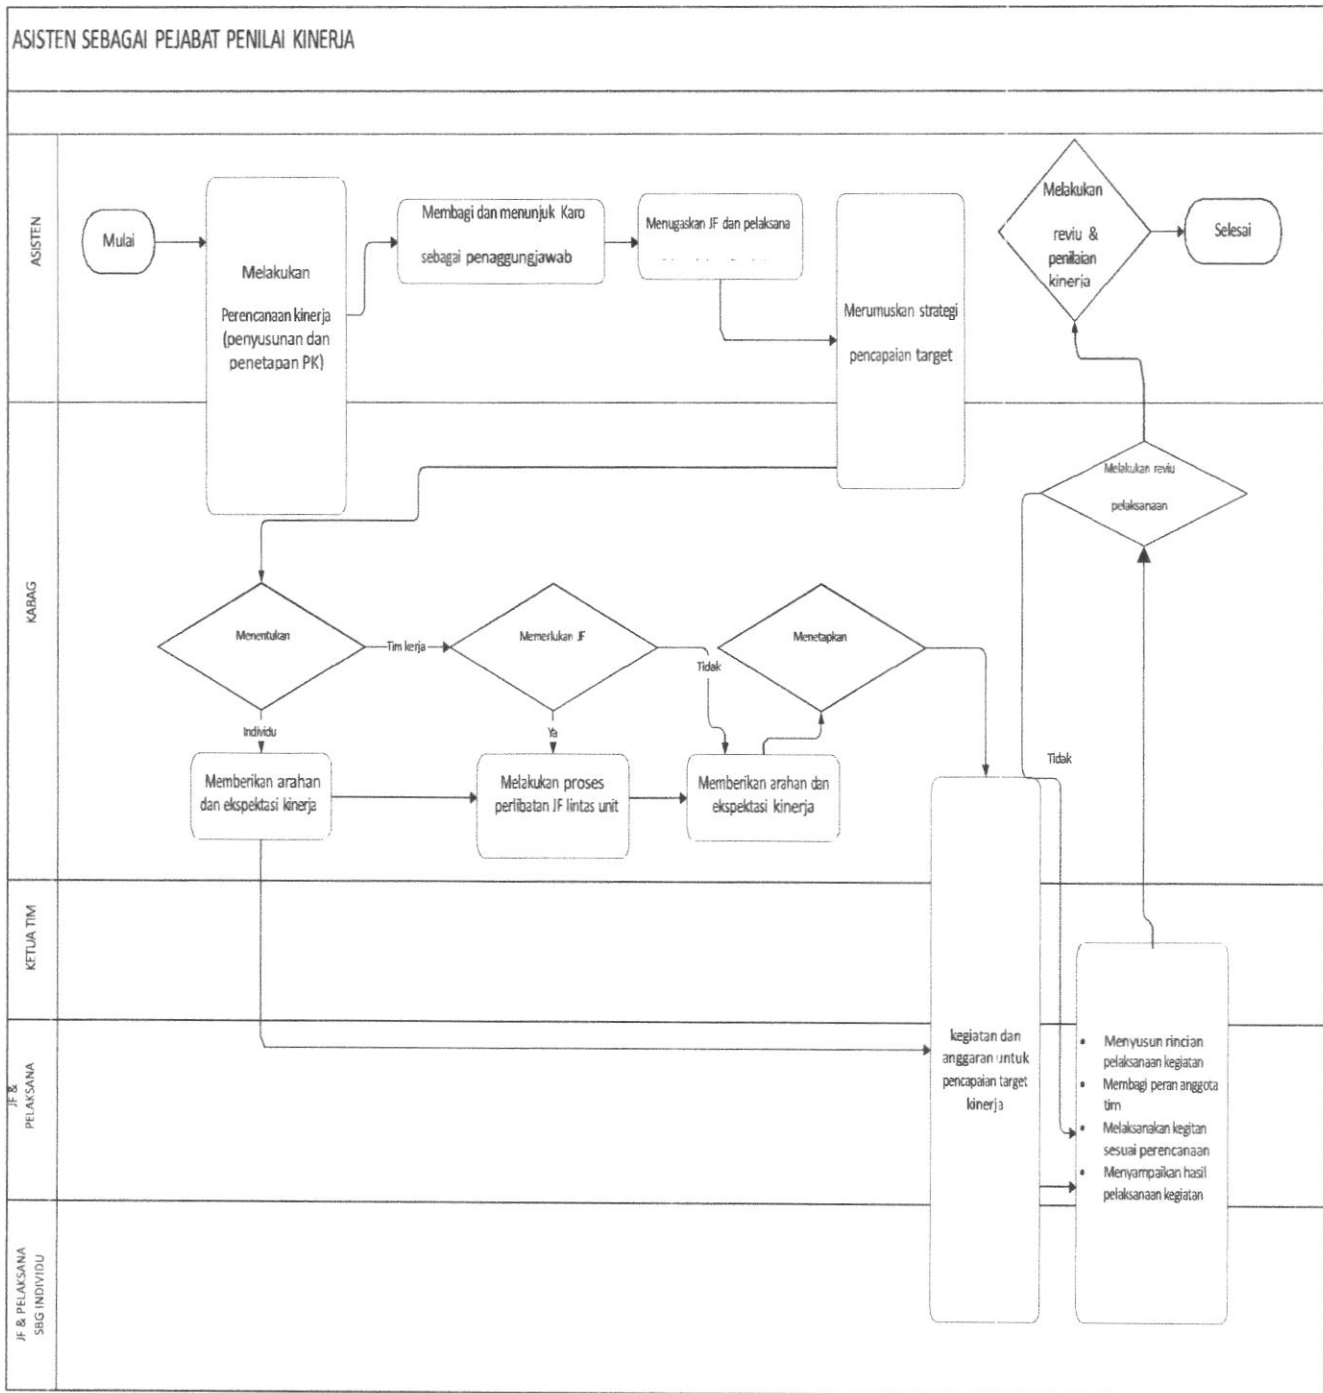 ASISTEN SEBAGAI PEJABAT PENILAI KINERJA
ASISTEN
Mulai
Melakukan
Perencanaan kinerja
(penyusunan dan
penetapan PK)
Membagi dan menunjuk Karo
sebagai penaggungjawab
Menugaskan JF dan pelaksana
Merumuskan strategi
pencapaian target
Melakukan
reviu &
penilaian
kinerja
Selesai
KABAG
Melakukan reviu
pelaksanaan
Menentukan
Tim kerja
Memerlukan JF
Tidak
Menetapkan
Individu
Ya
Tidak
Memberikan arahan
dan ekspektasi kinerja
Melakukan proses
perlibatan JF lintas unit
Memberikan arahan dan
ekspektasi kinerja
KETUA TIM
JF &
PELAKSANA
kegiatan dan
anggaran untuk
pencapaian target
kinerja
• Menyusun rincian
pelaksanaan kegiatan
• Membagi peran anggota
tim
• Melaksanakan kegitan
sesuai perencanaan
• Menyampaikan hasil
pelaksanaan kegiatan
JF & PELAKSANA
SBG INDIVIDU